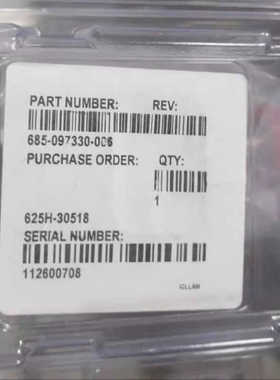 PART NUMBER: REV:
685-097330-006
PURCHASE ORDER: QTY:
1
625H-30518
SERIAL NUMBER:
112600708